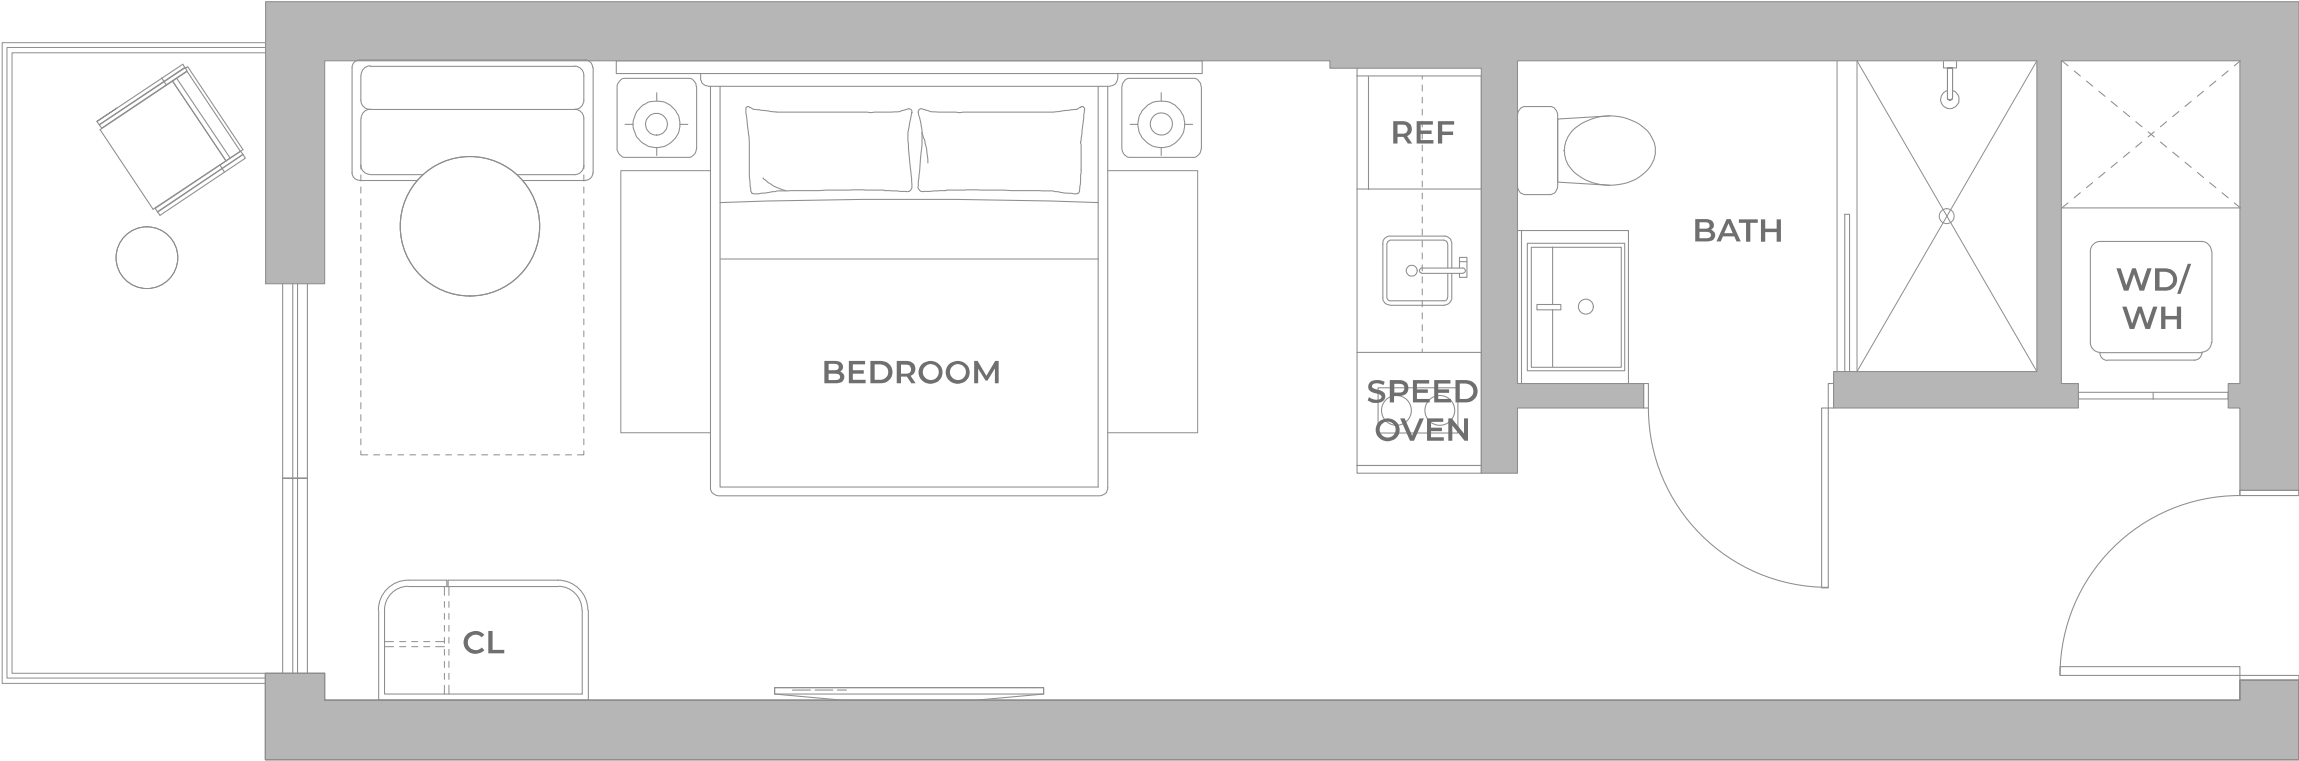 REF
BATH
WD/
WH
BEDROOM
SPEED
OVEN
CL